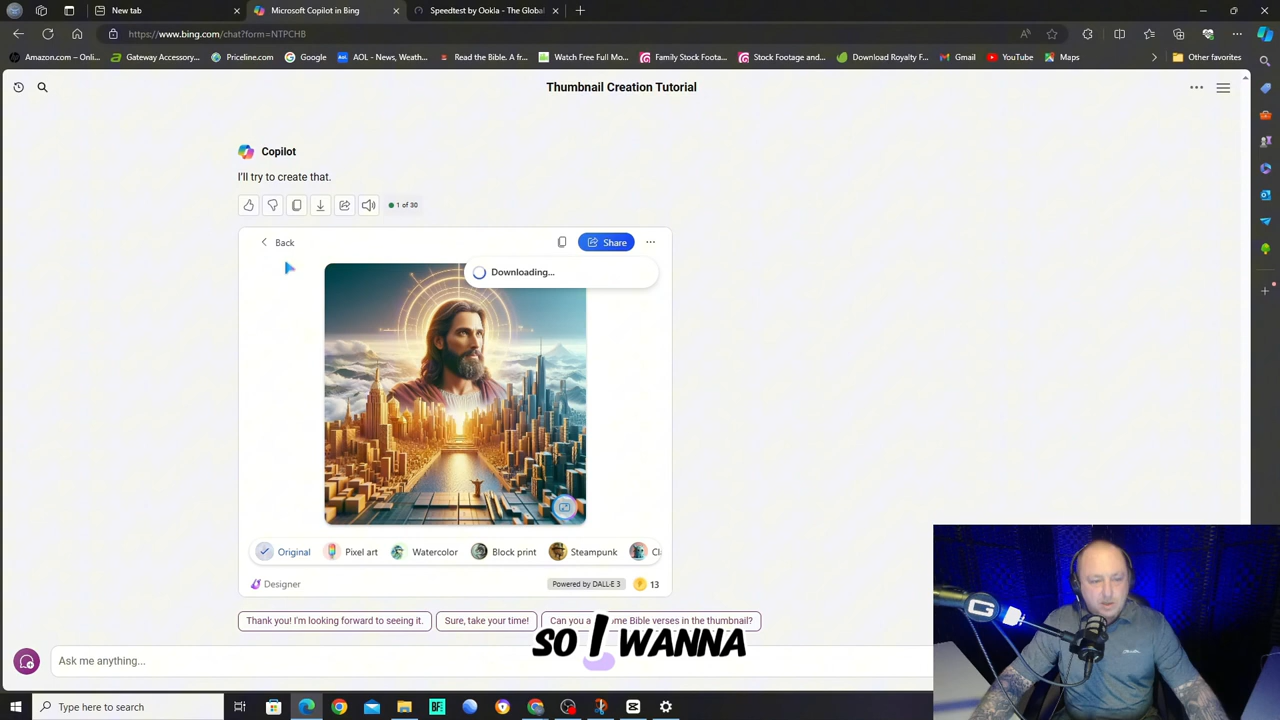 New tab
Microsoft Copilot in Bing
Speedtest by Ookla - The Global
https://www.bing.com/chat?form=NTPCHB
Amazon.com – Onli...
Gateway Accessory...
Priceline.com
Google
AOL - News, Weath...
Read the Bible. A fr...
Watch Free Full Mo...
Family Stock Foota...
Stock Footage and...
Download Royalty F...
Gmail
YouTube
Maps
Other favorites
Thumbnail Creation Tutorial
Copilot
I'll try to create that.
1 of 30
Back
Share
Downloading...
Original
Pixel art
Watercolor
Block print
Steampunk
Cl
Designer
Powered by DALL·E 3
13
Thank you! I'm looking forward to seeing it.
Sure, take your time!
Can you a
me Bible verses in the thumbnail?
SO I WANNA
Ask me anything...
G
BF
Type here to search